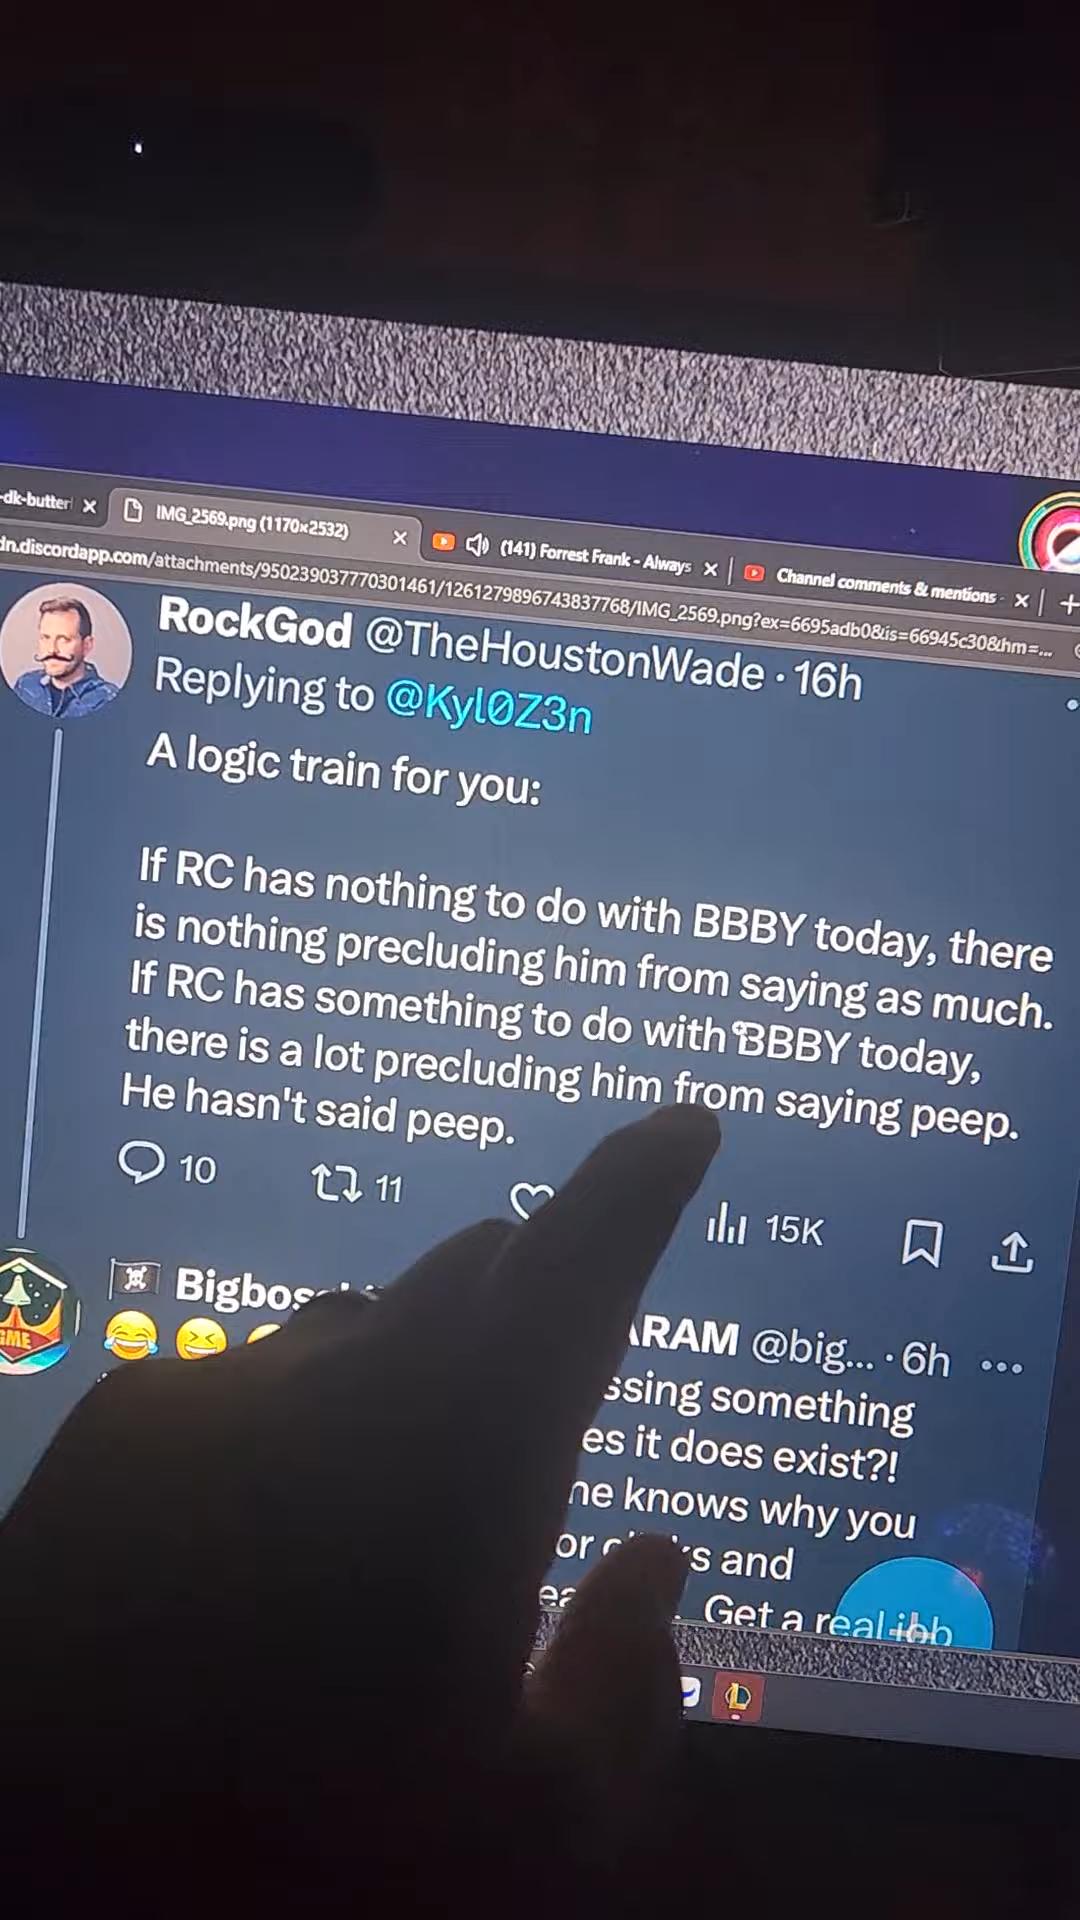 -dk-butter
IMG_2569.png (1170×2532)
(141) Forrest Frank - Always
Channel comments & mentions
dn.discordapp.com/attachments/950239037770301461/1261279896743837768/IMG_2569.png?ex=6695adb0&is=66945c30&hm=...
RockGod @TheHoustonWade · 16h
Replying to @Kyl0Z3n
A logic train for you:
If RC has nothing to do with BBBY today, there
is nothing precluding him from saying as much.
If RC has something to do with BBBY today,
there is a lot precluding him from saying peep.
He hasn't said peep.
10 11 15K
GME
Bigbos
ARAM @big... · 6h
ssing something
es it does exist?!
ne knows why you
or s and
Get a real